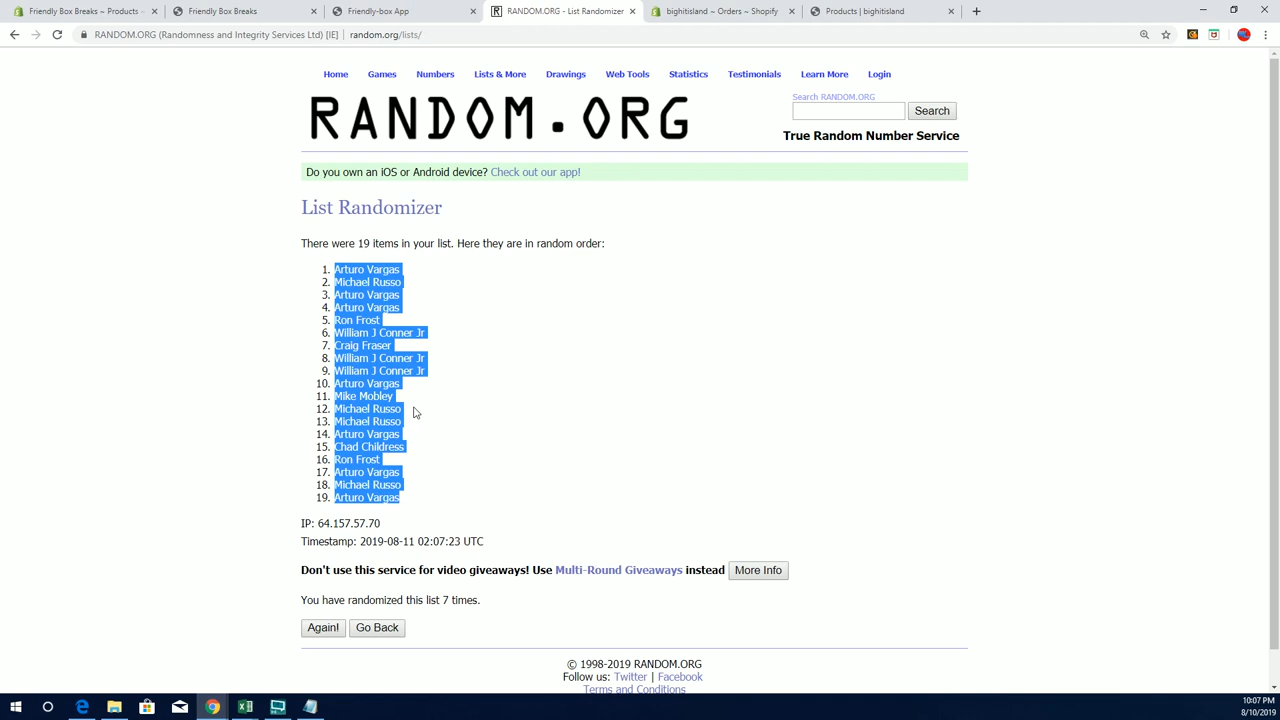 Friendly Box Breaks ~ Products ~
Friendly Box Breaks
Friendly-box App
RANDOM.ORG - List Randomizer
bighitisland ~ Orders ~ Shopify
Products | bighitisland
RANDOM.ORG (Randomness and Integrity Services Ltd) [IE] | random.org/lists/
Home Games Numbers Lists & More Drawings Web Tools Statistics Testimonials Learn More Login
RANDOM.ORG
Search RANDOM.ORG
Search
True Random Number Service
Do you own an iOS or Android device? Check out our app!
List Randomizer
There were 19 items in your list. Here they are in random order:
1. Arturo Vargas
2. Michael Russo
3. Arturo Vargas
4. Arturo Vargas
5. Ron Frost
6. William J Conner Jr
7. Craig Fraser
8. William J Conner Jr
9. William J Conner Jr
10. Arturo Vargas
11. Mike Mobley
12. Michael Russo
13. Michael Russo
14. Arturo Vargas
15. Chad Childress
16. Ron Frost
17. Arturo Vargas
18. Michael Russo
19. Arturo Vargas
IP: 64.157.57.70
Timestamp: 2019-08-11 02:07:23 UTC
Don't use this service for video giveaways! Use Multi-Round Giveaways instead More Info
You have randomized this list 7 times.
Again! Go Back
© 1998-2019 RANDOM.ORG
Follow us: Twitter | Facebook
Terms and Conditions
10:07 PM
8/10/2019